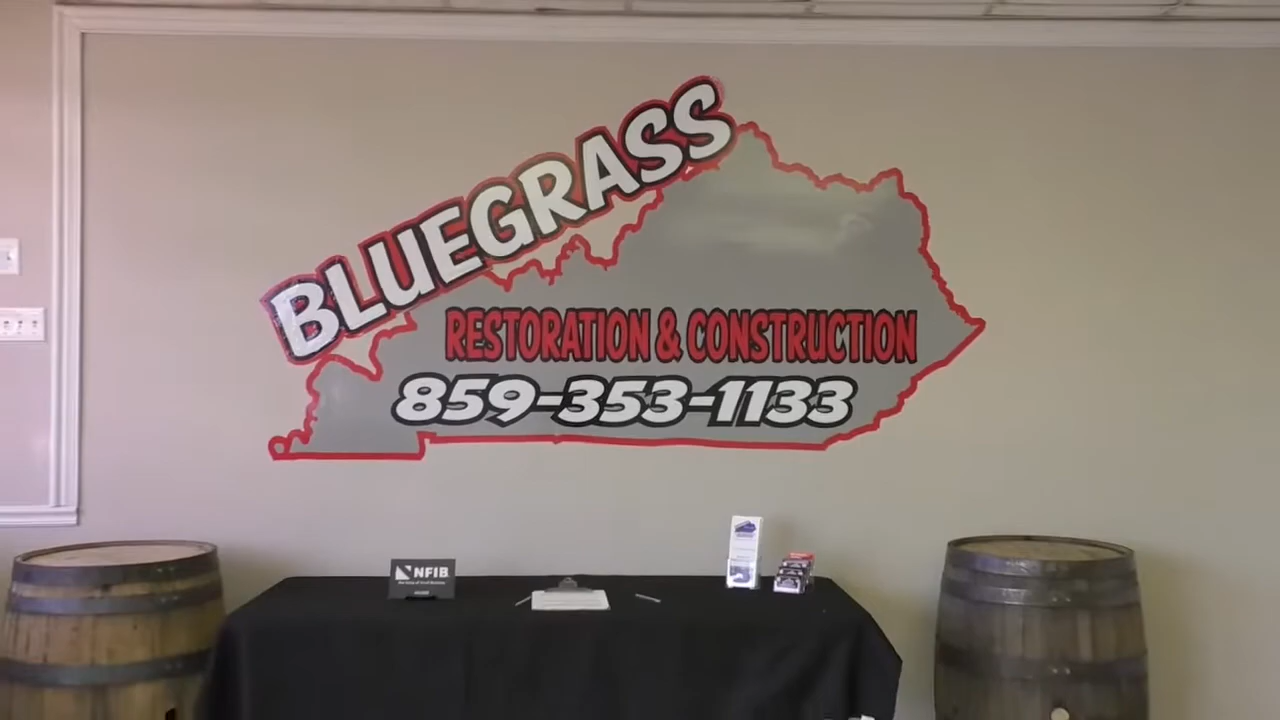 BLUEGRASS
RESTORATION & CONSTRUCTION
859-353-1133
NFIB